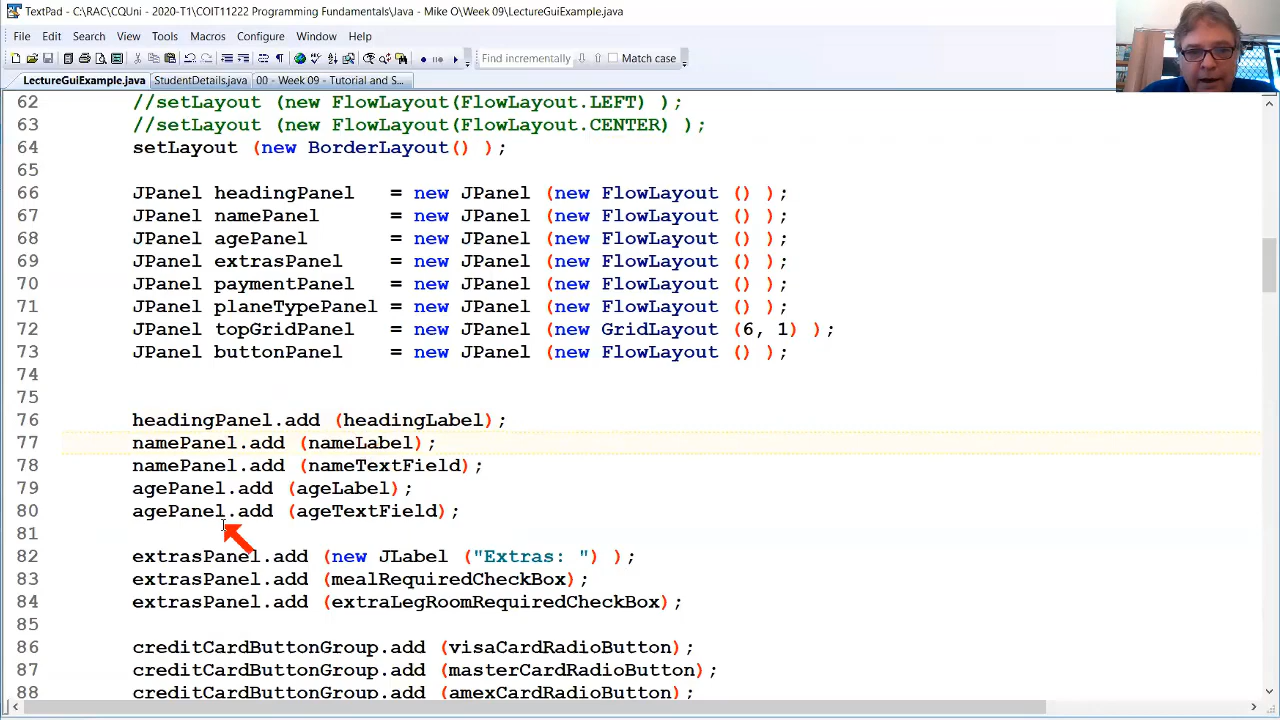 TextPad - C:\RAC\CQUni - 2020-T1\COIT11222 Programming Fundamentals\Java - Mike O\Week 09\LectureGuiExample.java
File Edit Search View Tools Macros Configure Window Help
Find incrementally Match case
LectureGuiExample.java StudentDetails.java 00 - Week 09 - Tutorial and S...
62 //setLayout (new FlowLayout(FlowLayout.LEFT) );
63 //setLayout (new FlowLayout(FlowLayout.CENTER) );
64 setLayout (new BorderLayout() );
65
66 JPanel headingPanel = new JPanel (new FlowLayout () );
67 JPanel namePanel = new JPanel (new FlowLayout () );
68 JPanel agePanel = new JPanel (new FlowLayout () );
69 JPanel extrasPanel = new JPanel (new FlowLayout () );
70 JPanel paymentPanel = new JPanel (new FlowLayout () );
71 JPanel planeTypePanel = new JPanel (new FlowLayout () );
72 JPanel topGridPanel = new JPanel (new GridLayout (6, 1) );
73 JPanel buttonPanel = new JPanel (new FlowLayout () );
74
75
76 headingPanel.add (headingLabel);
77 namePanel.add (nameLabel);
78 namePanel.add (nameTextField);
79 agePanel.add (ageLabel);
80 agePanel.add (ageTextField);
81
82 extrasPanel.add (new JLabel ("Extras: ") );
83 extrasPanel.add (mealRequiredCheckBox);
84 extrasPanel.add (extraLegRoomRequiredCheckBox);
85
86 creditCardButtonGroup.add (visaCardRadioButton);
87 creditCardButtonGroup.add (masterCardRadioButton);
88 creditCardButtonGroup.add (amexCardRadioButton);